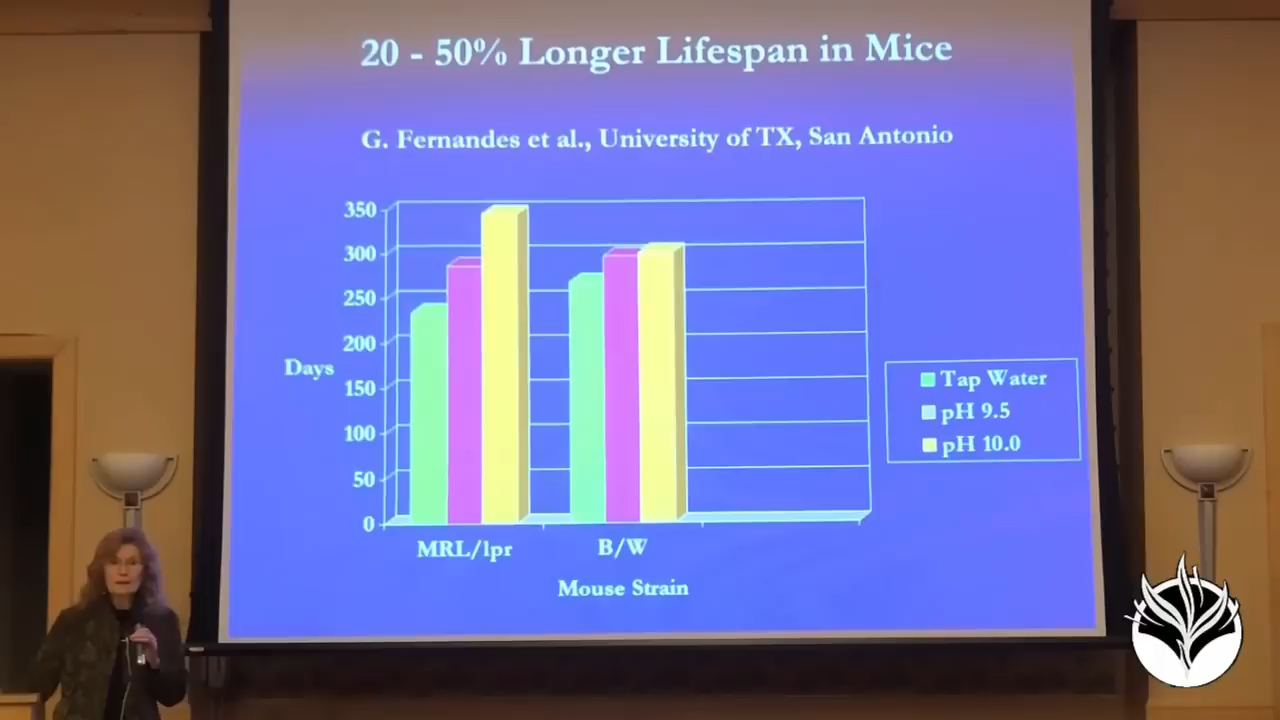 20 - 50% Longer Lifespan in Mice
G. Fernandes et al., University of TX, San Antonio
350
300
250
200
150
100
50
0
Days
MRL/lpr
B/W
Mouse Strain
Tap Water
pH 9.5
pH 10.0